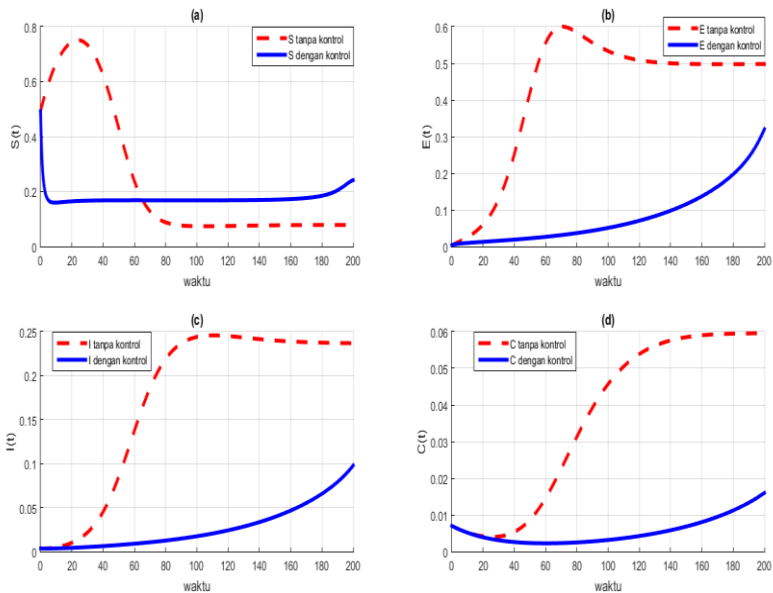 (a)
S(t)
0.8
0.6
0.4
0.2
0
S tanpa kontrol
S dengan kontrol
0 20 40 60 80 100 120 140 160 180 200
waktu
(b)
E(t)
0.6
0.5
0.4
0.3
0.2
0.1
0
E tanpa kontrol
E dengan kontrol
0 20 40 60 80 100 120 140 160 180 200
waktu
(c)
I(t)
0.25
0.2
0.15
0.1
0.05
0
I tanpa kontrol
I dengan kontrol
0 20 40 60 80 100 120 140 160 180 200
waktu
(d)
C(t)
0.06
0.05
0.04
0.03
0.02
0.01
0
C tanpa kontrol
C dengan kontrol
0 20 40 60 80 100 120 140 160 180 200
waktu